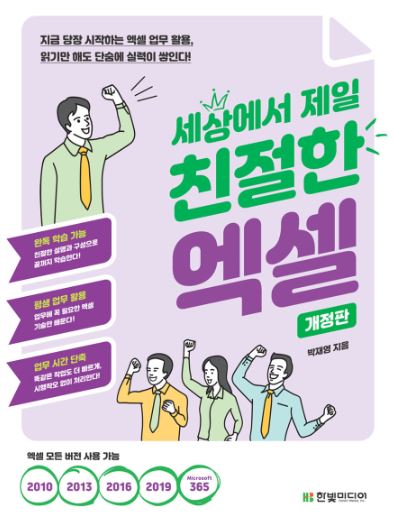 지금 당장 시작하는 엑셀 업무 활용,
읽기만 해도 단숨에 실력이 쌓인다!
세상에서 제일
친절한
엑셀
개정판
박재영 지음
완독 학습 가능
친절한 설명과 구성으로
끝까지 학습한다!
평생 업무 활용
업무에 꼭 필요한 엑셀
기술만 배운다!
업무 시간 단축
똑같은 작업도 더 빠르게,
시행착오 없이 처리한다!
엑셀 모든 버전 사용 가능
2010
2013
2016
2019
Microsoft
365
HB 한빛미디어
Hanbit Media, Inc.